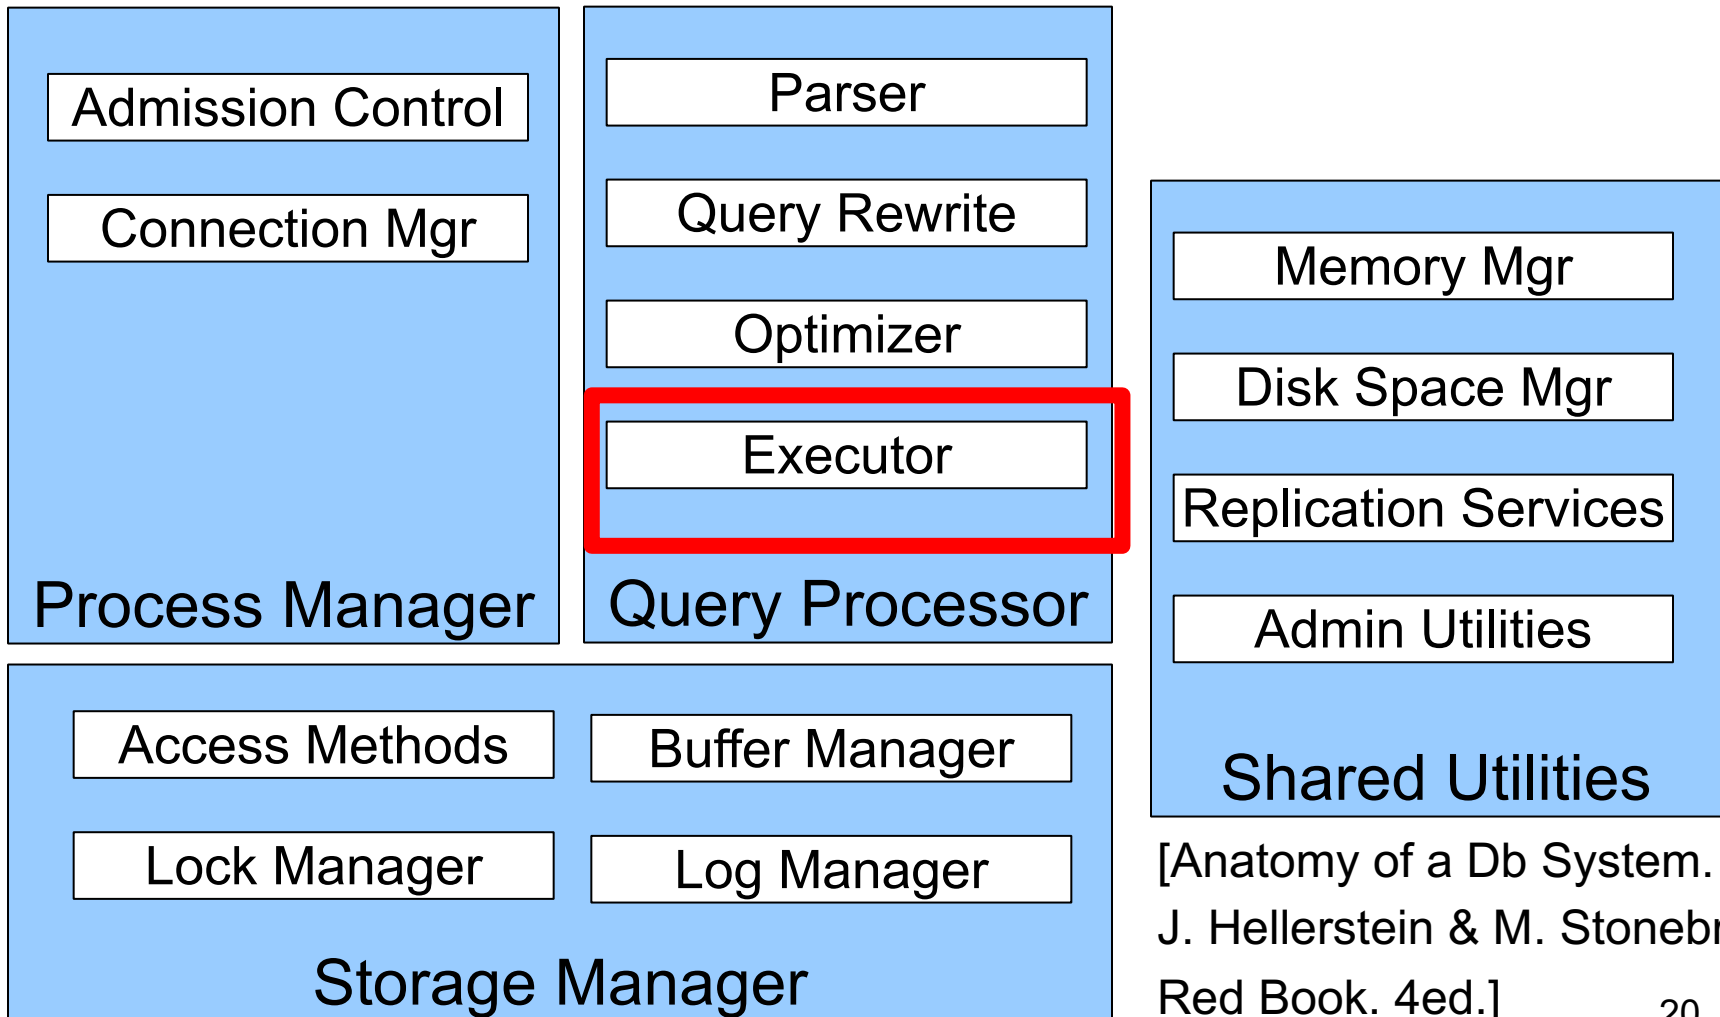 Admission Control
Connection Mgr
Process Manager
Parser
Query Rewrite
Optimizer
Executor
Query Processor
Memory Mgr
Disk Space Mgr
Replication Services
Admin Utilities
Shared Utilities
Access Methods
Buffer Manager
Lock Manager
Log Manager
Storage Manager
[Anatomy of a Db System.
J. Hellerstein & M.
Red Book. 4ed.]
20